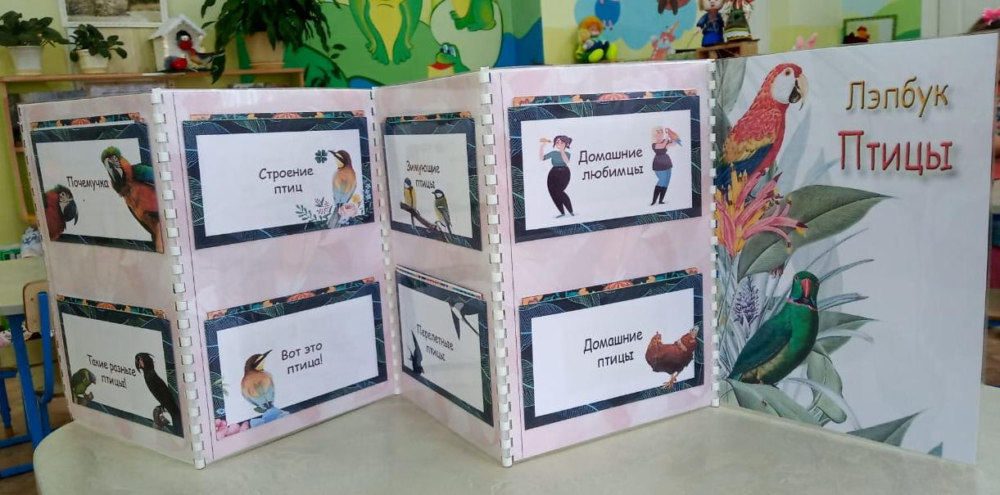 Почемучка
Такие разные
птицы!
Строение
птиц
Вот это
птица!
Зимующие
птицы
Перелетные
птицы
Домашние
любимцы
Домашние
птицы
Лэпбук
Птицы